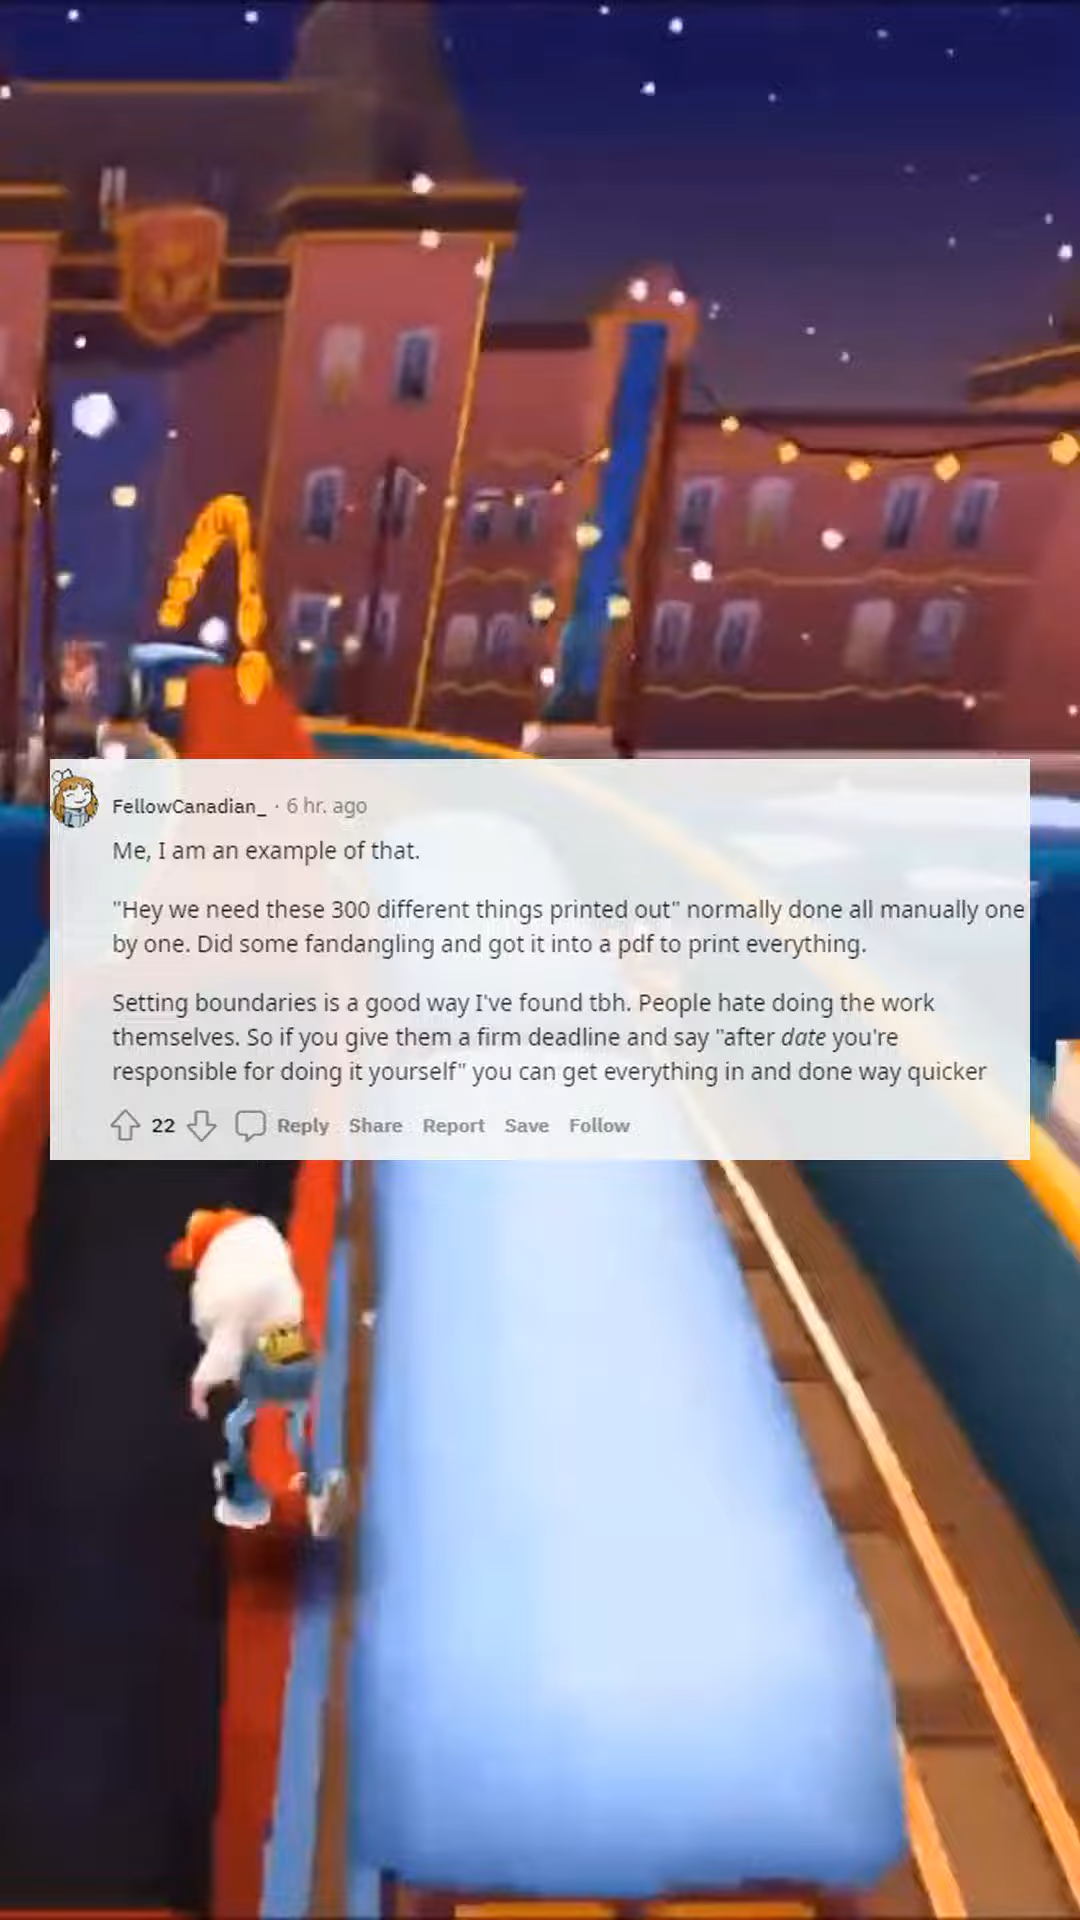 FellowCanadian_ · 6 hr. ago
Me, I am an example of that.
"Hey we need these 300 different things printed out" normally done all manually one
by one. Did some fandangling and got it into a pdf to print everything.
Setting boundaries is a good way I've found tbh. People hate doing the work
themselves. So if you give them a firm deadline and say "after date you're
responsible for doing it yourself" you can get everything in and done way quicker
22 Reply Share Report Save Follow